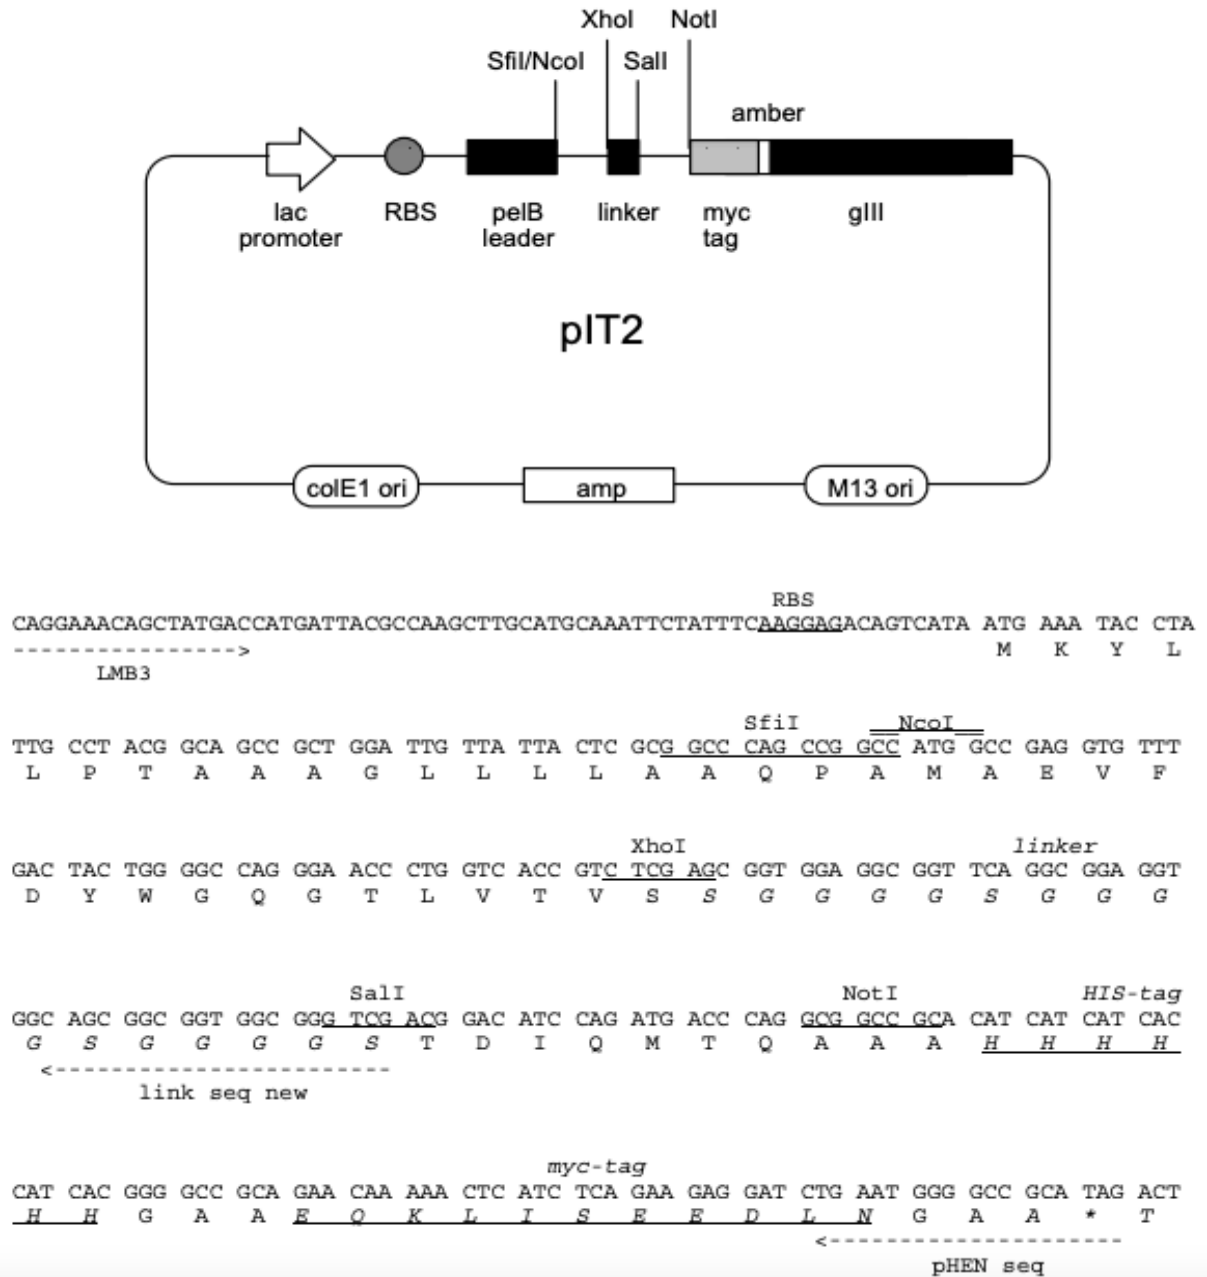 XhoI NotI
SfiI/NcoI SalI
amber
lac promoter
RBS
pelB leader
linker
myc tag
gIII
pIT2
colE1 ori
amp
M13 ori
RBS
CAGGAAACAGCTATGACCATGATTACGCCAAGCTTGCATGCAAATTCTATTTCAAGGAGACAGTCATA ATG AAA TAC CTA
----------------> M K Y L
LMB3
SfiI NcoI
TTG CCT ACG GCA GCC GCT GGA TTG TTA TTA CTC GCG GCC CAG CCG GCC ATG GCC GAG GTG TTT
L P T A A A G L L L L A A Q P A M A E V F
XhoI linker
GAC TAC TGG GGC CAG GGA ACC CTG GTC ACC GTC TCG AGC GGT GGA GGC GGT TCA GGC GGA GGT
D Y W G Q G T L V T V S S G G G G S G G G
SalI NotI HIS-tag
GGC AGC GGC GGT GGC GGG TCG ACG GAC ATC CAG ATG ACC CAG GCG GCC GCA CAT CAT CAT CAC
G S G G G G S T D I Q M T Q A A A H H H H
<------------------------
link seq new
myc-tag
CAT CAC GGG GCC GCA GAA CAA AAA CTC ATC TCA GAA GAG GAT CTG AAT GGG GCC GCA TAG ACT
H H G A A E Q K L I S E E D L N G A A * T
<---------------------
pHEN seq